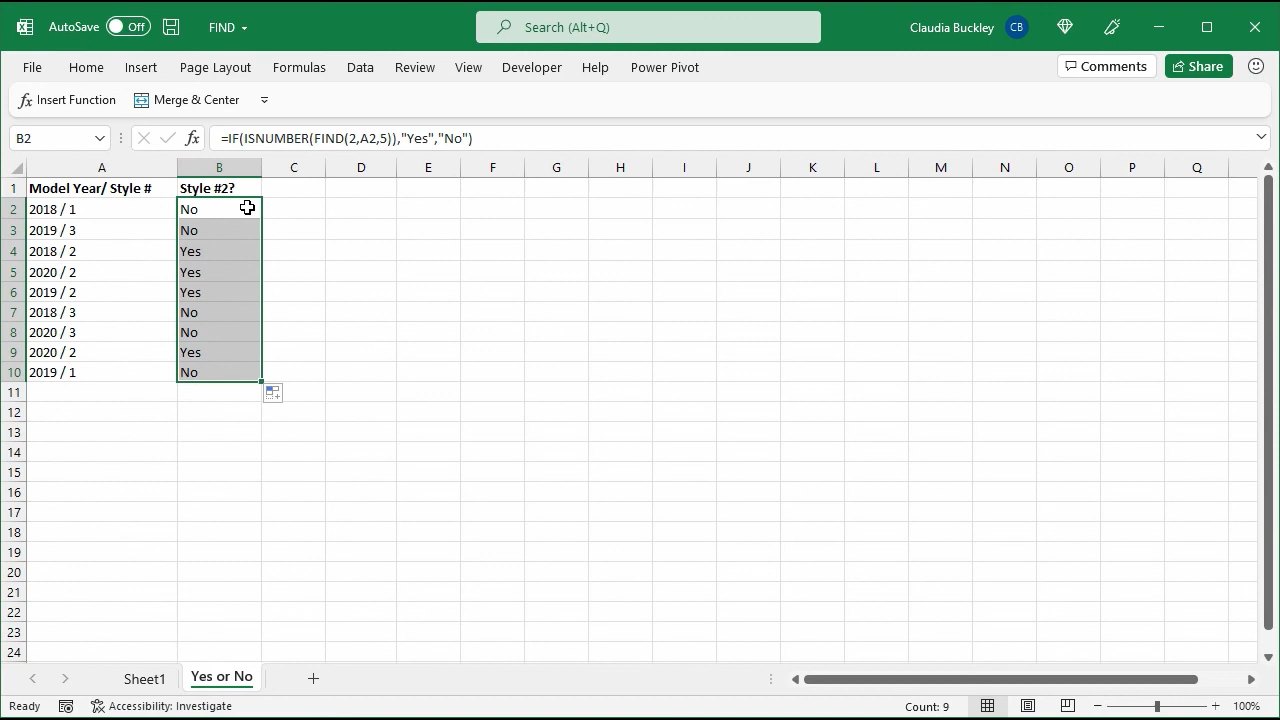 AutoSave Off FIND Search (Alt+Q) Claudia Buckley CB
File Home Insert Page Layout Formulas Data Review View Developer Help Power Pivot Comments Share
fx Insert Function Merge & Center
B2 fx =IF(ISNUMBER(FIND(2,A2,5)),"Yes","No")
A B C D E F G H I J K L M N O P Q
1 Model Year/ Style # Style #2?
2 2018 / 1 No
3 2019 / 3 No
4 2018 / 2 Yes
5 2020 / 2 Yes
6 2019 / 2 Yes
7 2018 / 3 No
8 2020 / 3 No
9 2020 / 2 Yes
10 2019 / 1 No
11
12
13
14
15
16
17
18
19
20
21
22
23
24
Sheet1 Yes or No
Ready Accessibility: Investigate Count: 9 100%